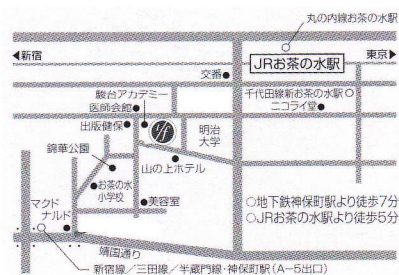 丸の内線お茶の水駅
◀新宿
JRお茶の水駅
東京▶
交番
千代田線新お茶の水駅
ニコライ堂
駿台アカデミー
医師会館
出版健保
明治
大学
錦華公園
山の上ホテル
お茶の水
小学校
美容室
マクド
ナルド
○地下鉄神保町駅より徒歩7分
○JRお茶の水駅より徒歩5分
靖国通り
新宿線/三田線/半蔵門線・神保町駅(A-5出口)